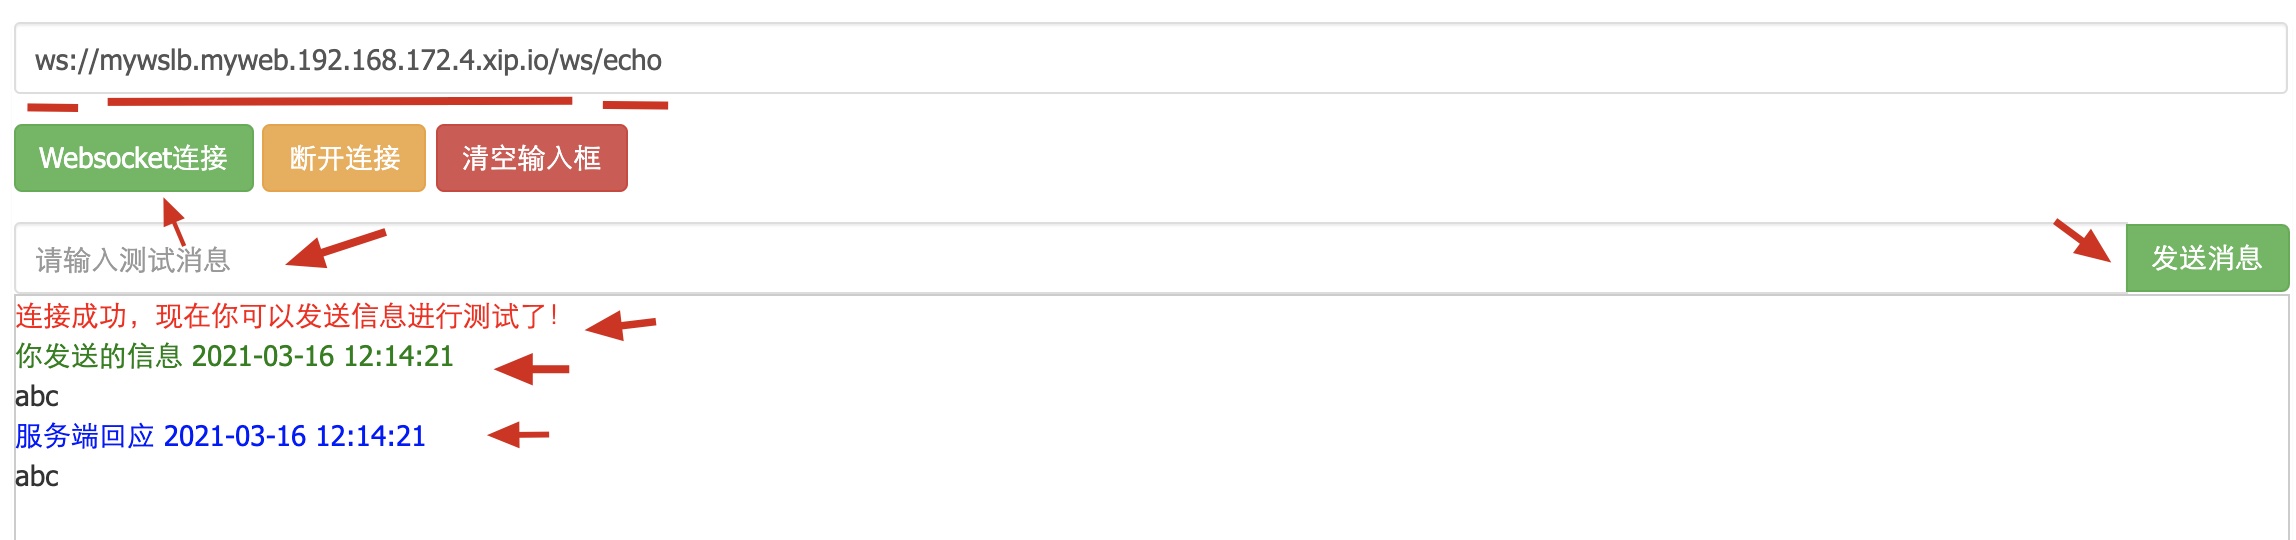 ws://mywslb.myweb.192.168.172.4.xip.io/ws/echo
Websocket连接 断开连接 清空输入框
请输入测试消息 发送消息
连接成功，现在你可以发送信息进行测试了！
你发送的信息 2021-03-16 12:14:21
abc
服务端回应 2021-03-16 12:14:21
abc